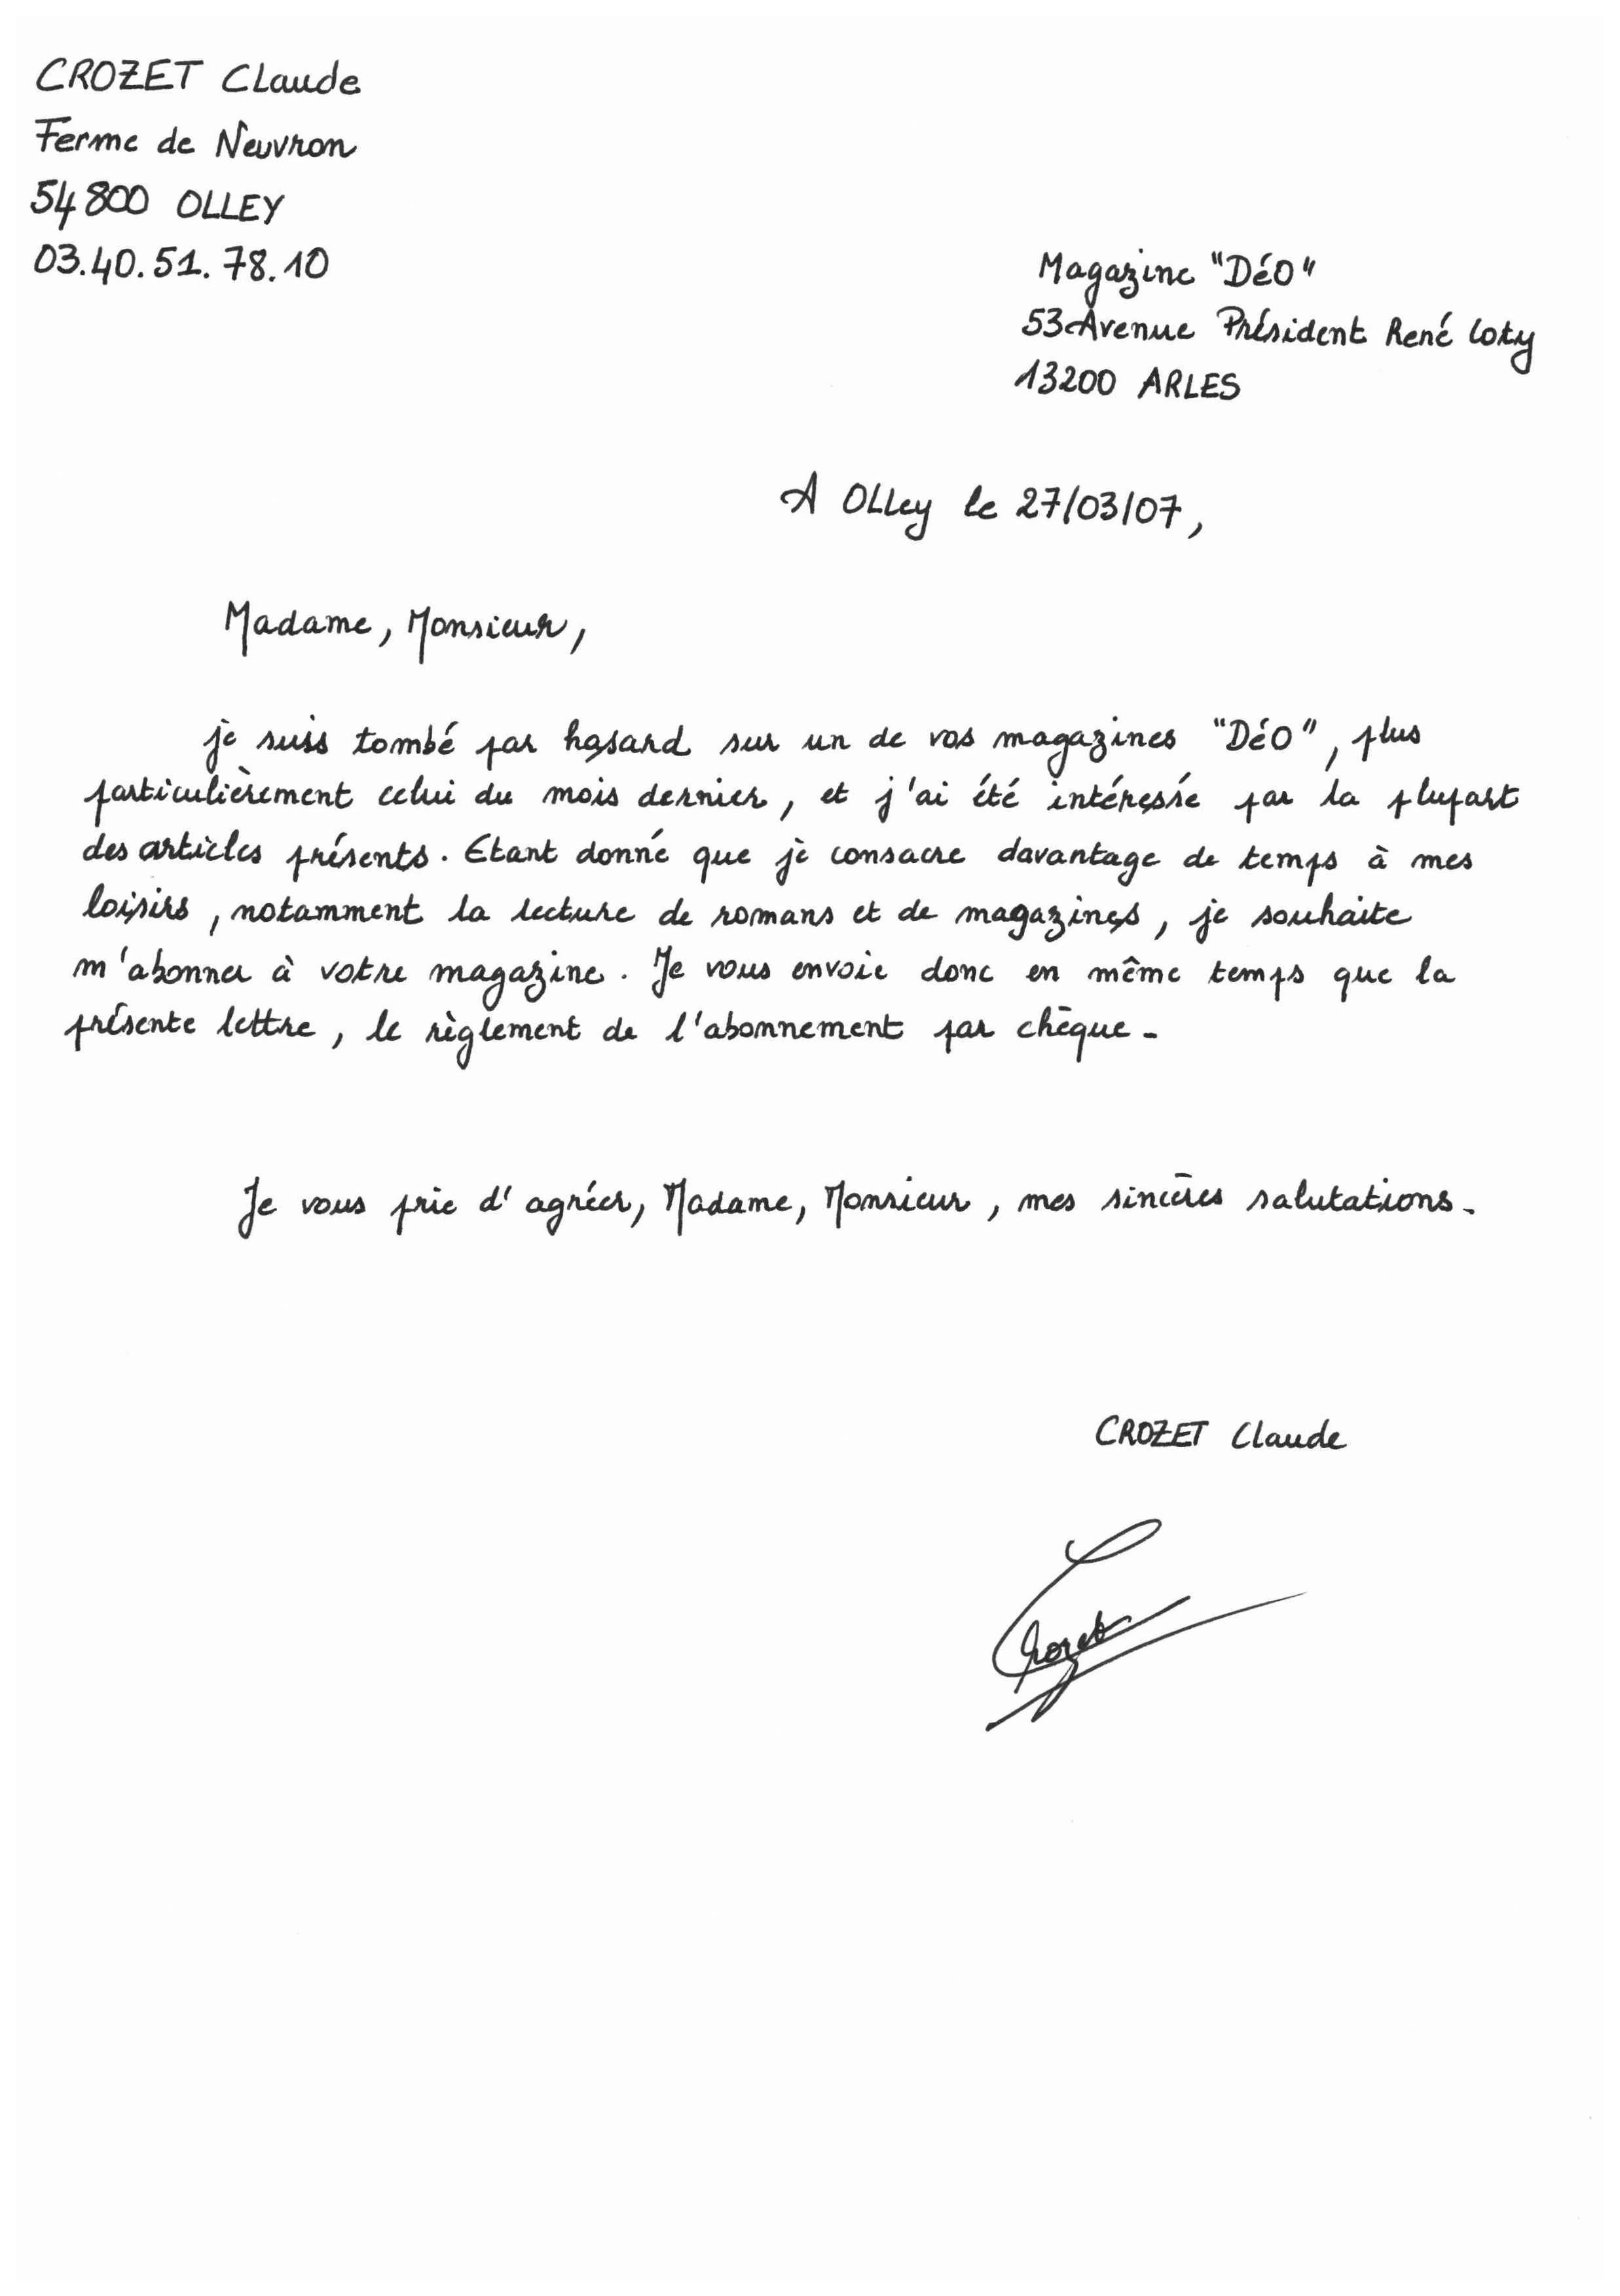 CROZET Claude
Ferme de Neuvron
54800 OLLEY
03.40.51.78.10
Magazine "DéO"
53 Avenue Président René Coty
13200 ARLES
A Olley le 27/03/07,
Madame, Monsieur,
je suis tombé par hasard sur un de vos magazines "DéO", plus
particulièrement celui du mois dernier, et j'ai été intéressé par la plupart
des articles présents. Etant donné que je consacre davantage de temps à mes
loisirs, notamment la lecture de romans et de magazines, je souhaite
m'abonner à votre magazine. Je vous envoie donc en même temps que la
présente lettre, le règlement de l'abonnement par chèque.
Je vous prie d'agréer, Madame, Monsieur, mes sincères salutations.
CROZET Claude
Crozet